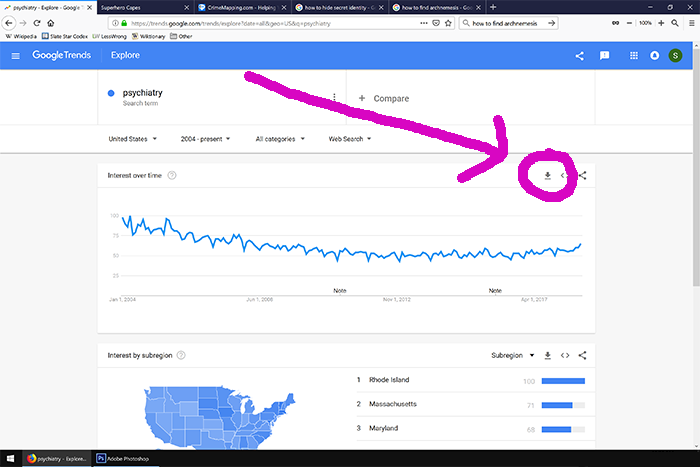 psychiatry - Explore - Google T
Superhero Capes
CrimeMapping.com - Helping
how to hide secret identity - G
how to find archnemesis - Goo
https://trends.google.com/trends/explore?date=all&geo=US&q=psychiatry
how to find archnemesis
100%
Wikipedia
Slate Star Codex
LessWrong
Wiktionary
Other
Google Trends
Explore
S
psychiatry
Search term
+ Compare
United States
2004 - present
All categories
Web Search
Interest over time
100
75
50
25
Note
Note
Jan 1, 2004
Jun 1, 2008
Nov 1, 2012
Apr 1, 2017
Interest by subregion
Subregion
1 Rhode Island 100
2 Massachusetts 71
3 Maryland 68
psychiatry - Explore...
Ps Adobe Photoshop